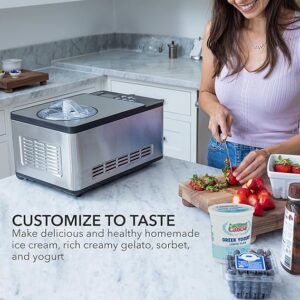 GREEK YOGURT
CUSTOMIZE TO TASTE
Make delicious and healthy homemade
ice cream, rich creamy gelato, sorbet,
and yogurt